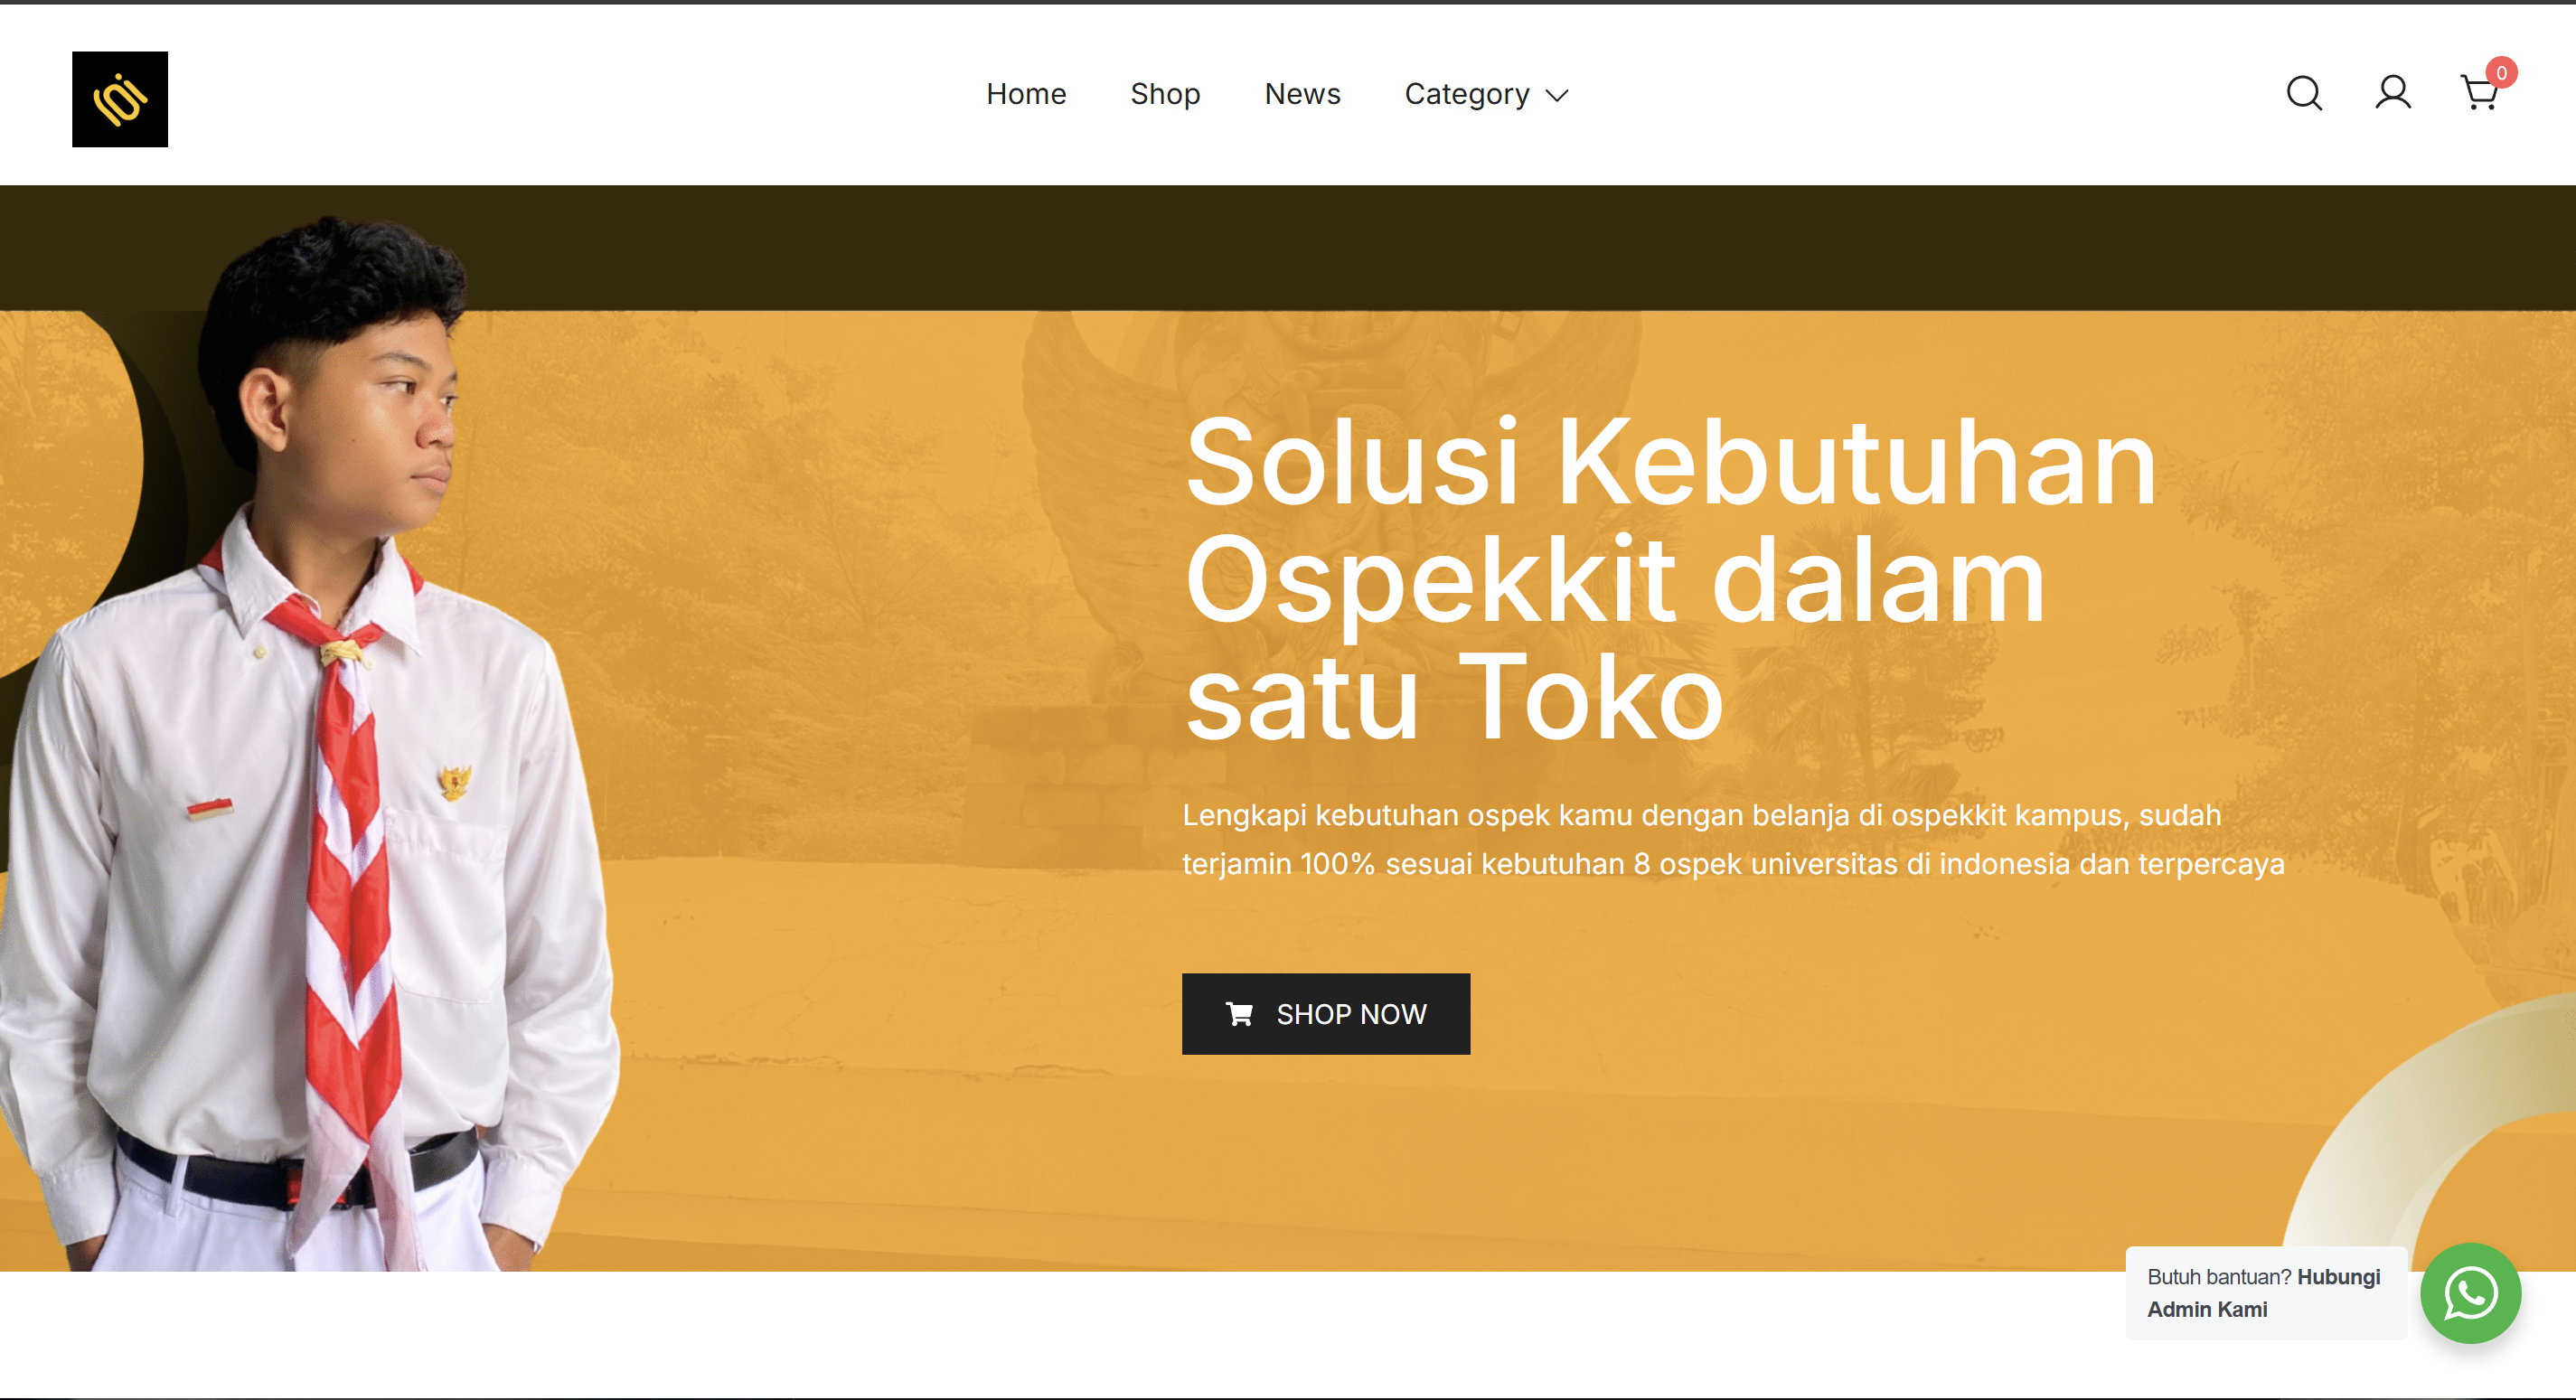 Home
Shop
News
Category
0
Solusi Kebutuhan
Ospekkit dalam
satu Toko
Lengkapi kebutuhan ospek kamu dengan belanja di ospekkit kampus, sudah
terjamin 100% sesuai kebutuhan 8 ospek universitas di indonesia dan terpercaya
SHOP NOW
Butuh bantuan? Hubungi
Admin Kami